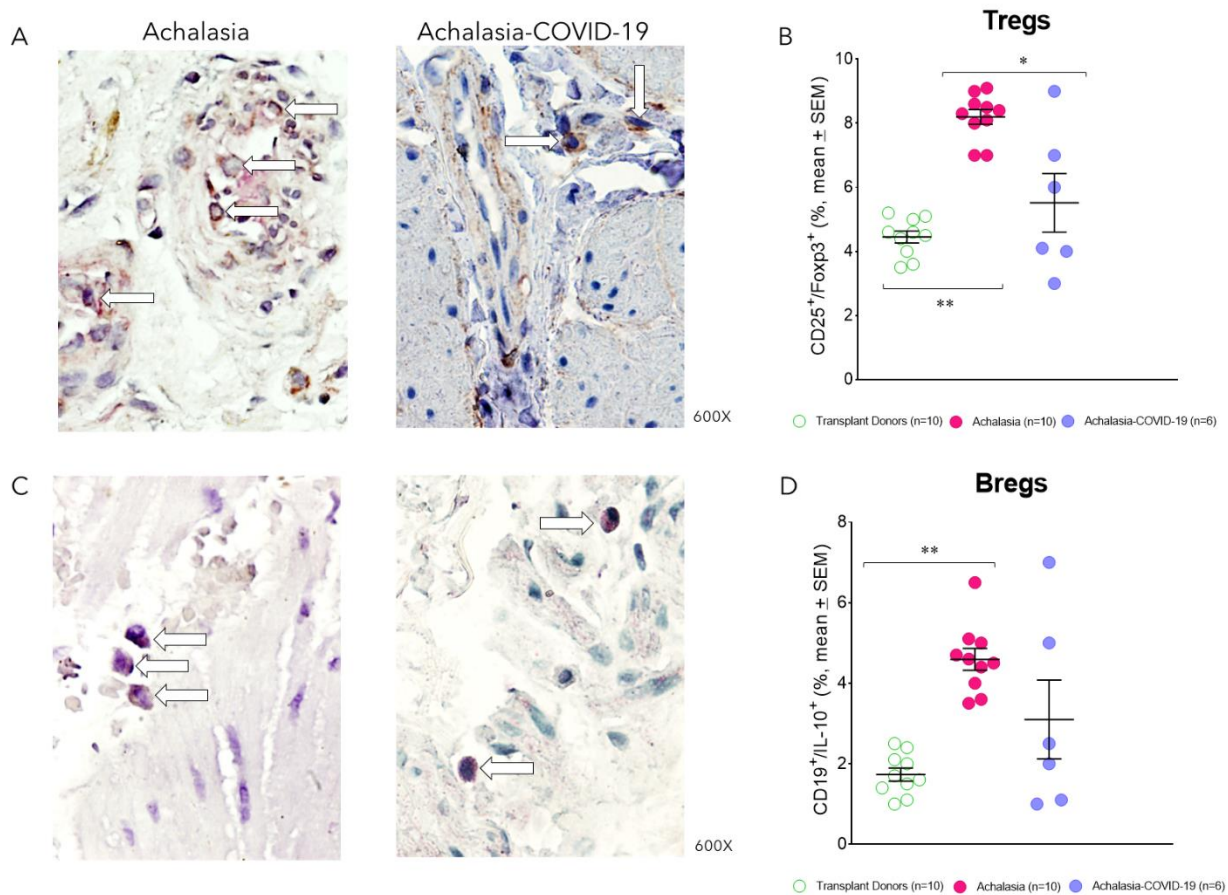 A
Achalasia
Achalasia-COVID-19
600X
B
Tregs
CD25⁺/Foxp3⁺ (%, mean ± SEM)
10
8
6
4
2
0
*
**
Transplant Donors (n=10) Achalasia (n=10) Achalasia-COVID-19 (n=6)
C
600X
D
Bregs
CD19⁺/IL-10⁺ (%, mean ± SEM)
8
6
4
2
0
**
Transplant Donors (n=10) Achalasia (n=10) Achalasia-COVID-19 (n=6)